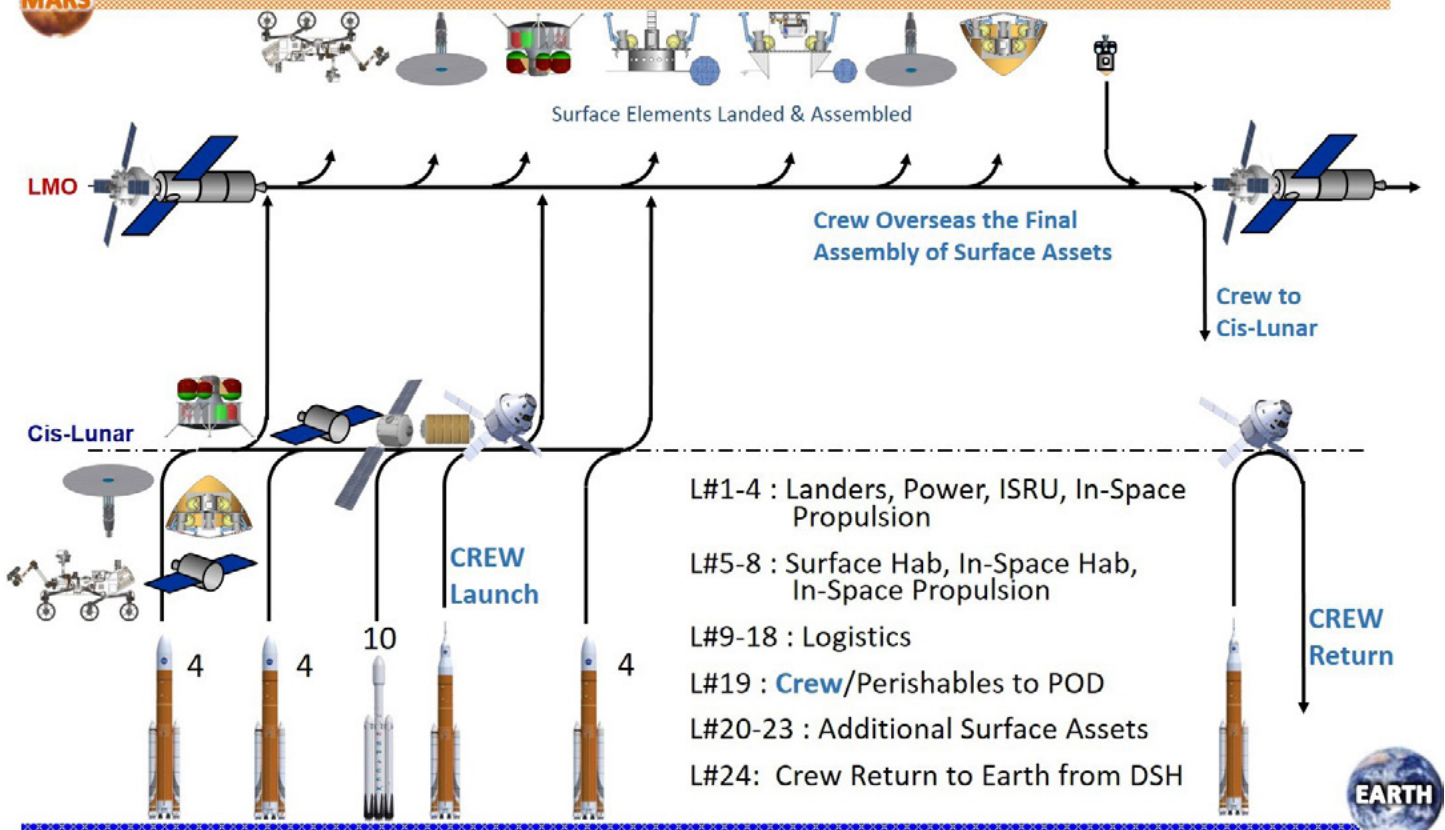 MARS
Surface Elements Landed & Assembled
LMO
Crew Overseas the Final
Assembly of Surface Assets
Crew to
Cis-Lunar
Cis-Lunar
CREW
Launch
4
4
10
4
L#1-4 : Landers, Power, ISRU, In-Space
Propulsion
L#5-8 : Surface Hab, In-Space Hab,
In-Space Propulsion
L#9-18 : Logistics
L#19 : Crew/Perishables to POD
L#20-23 : Additional Surface Assets
L#24: Crew Return to Earth from DSH
CREW
Return
EARTH